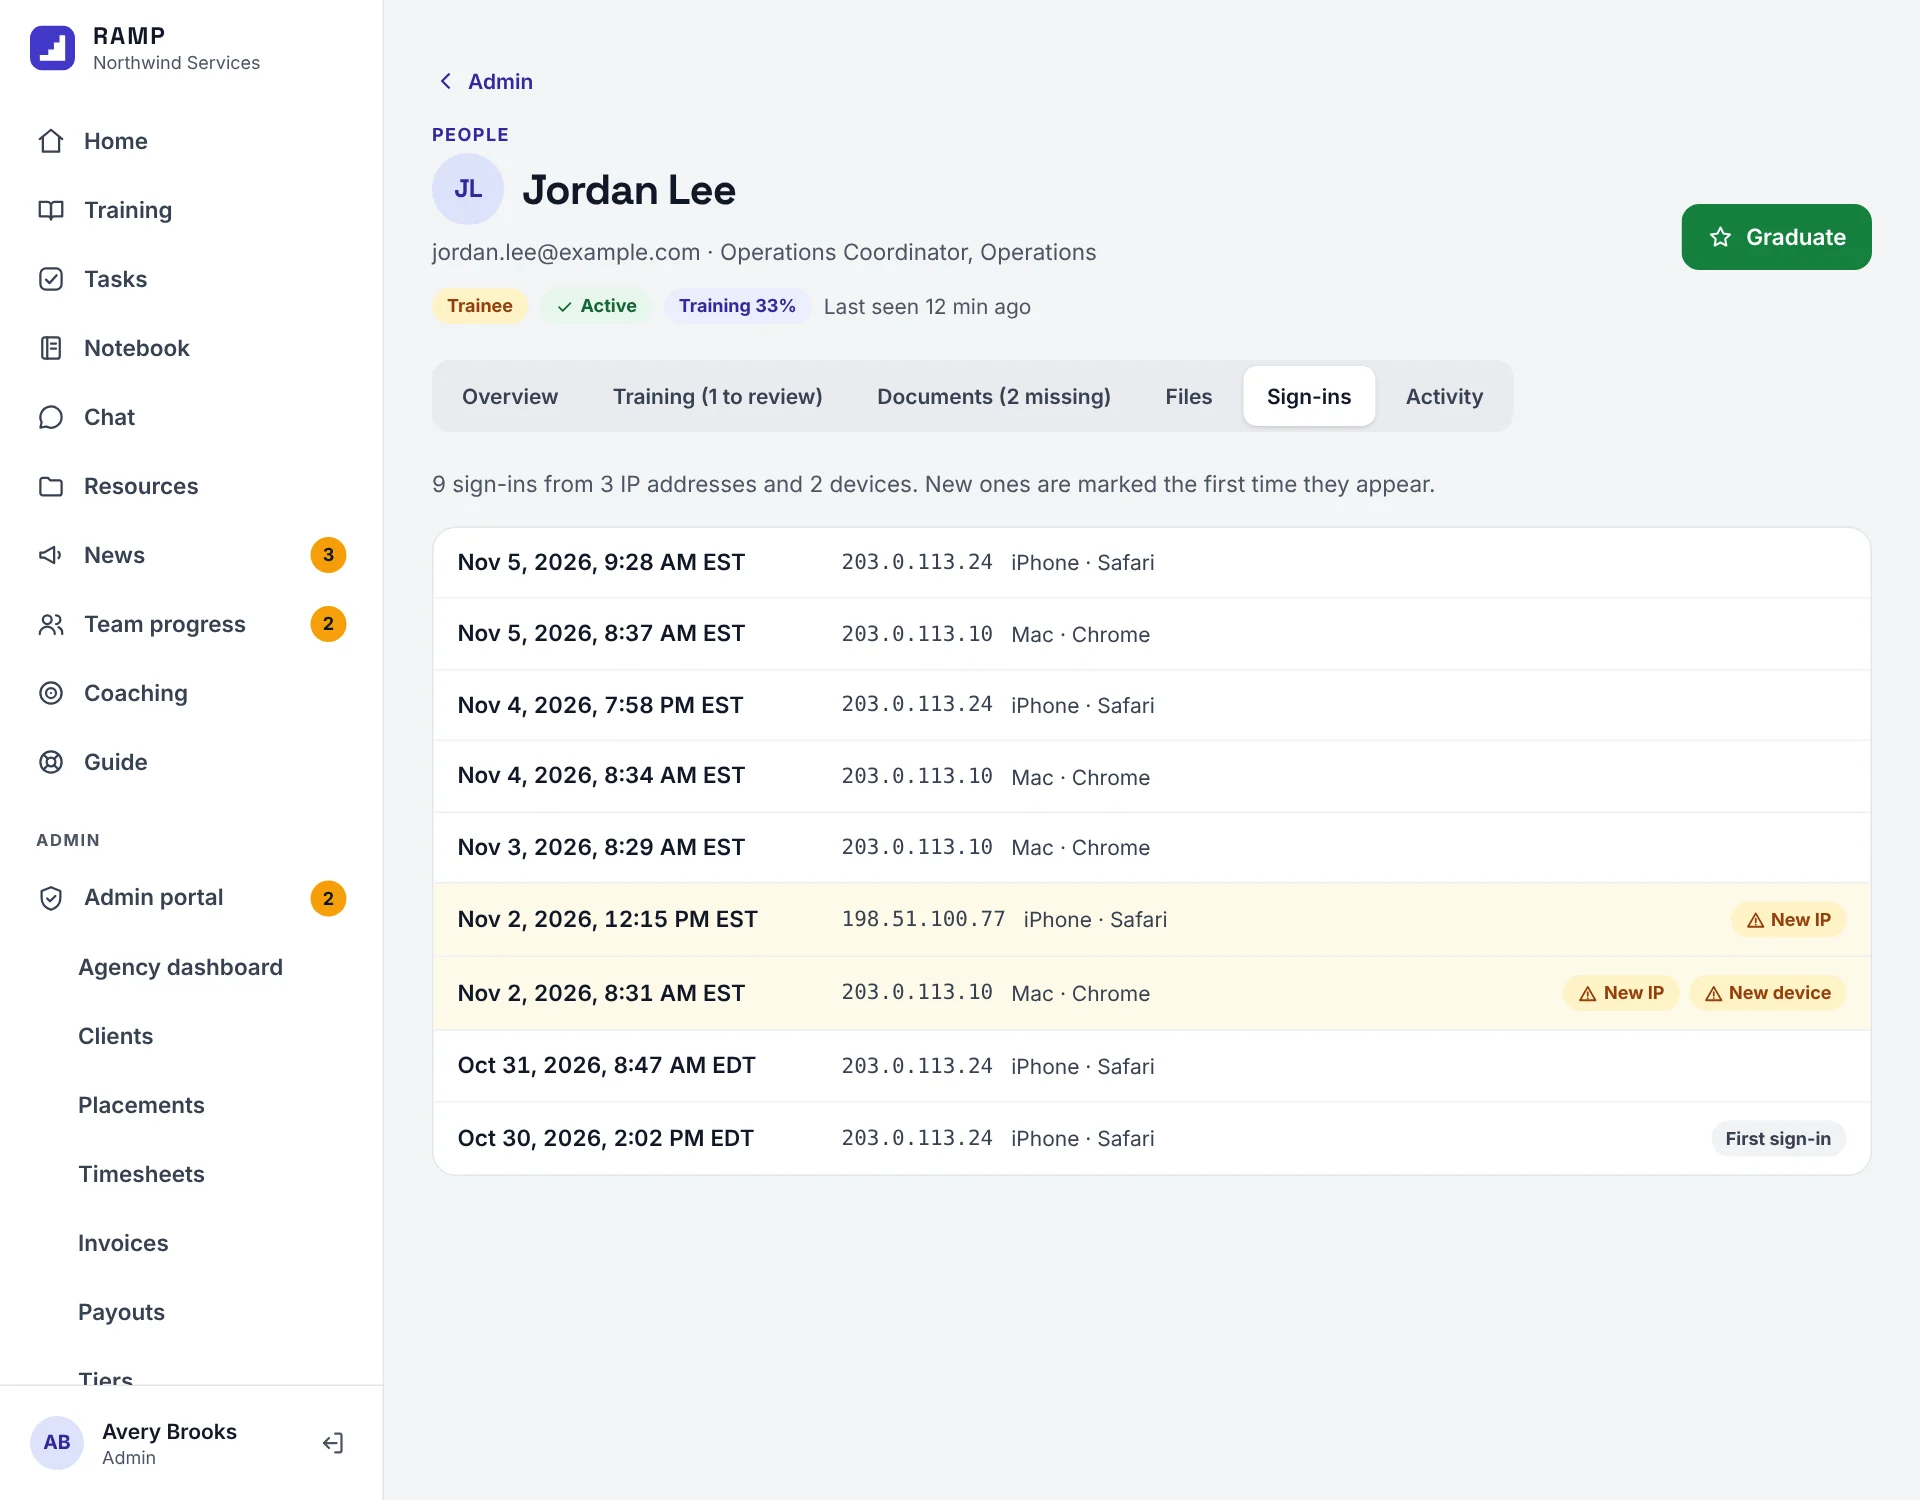 RAMP
Northwind Services
Home
Training
Tasks
Notebook
Chat
Resources
News 3
Team progress 2
Coaching
Guide
ADMIN
Admin portal 2
Agency dashboard
Clients
Placements
Timesheets
Invoices
Payouts
Tiers
AB Avery Brooks
Admin
Admin
PEOPLE
JL Jordan Lee
jordan.lee@example.com · Operations Coordinator, Operations
Graduate
Trainee Active Training 33% Last seen 12 min ago
Overview Training (1 to review) Documents (2 missing) Files Sign-ins Activity
9 sign-ins from 3 IP addresses and 2 devices. New ones are marked the first time they appear.
Nov 5, 2026, 9:28 AM EST 203.0.113.24 iPhone · Safari
Nov 5, 2026, 8:37 AM EST 203.0.113.10 Mac · Chrome
Nov 4, 2026, 7:58 PM EST 203.0.113.24 iPhone · Safari
Nov 4, 2026, 8:34 AM EST 203.0.113.10 Mac · Chrome
Nov 3, 2026, 8:29 AM EST 203.0.113.10 Mac · Chrome
Nov 2, 2026, 12:15 PM EST 198.51.100.77 iPhone · Safari New IP
Nov 2, 2026, 8:31 AM EST 203.0.113.10 Mac · Chrome New IP New device
Oct 31, 2026, 8:47 AM EDT 203.0.113.24 iPhone · Safari
Oct 30, 2026, 2:02 PM EDT 203.0.113.24 iPhone · Safari First sign-in